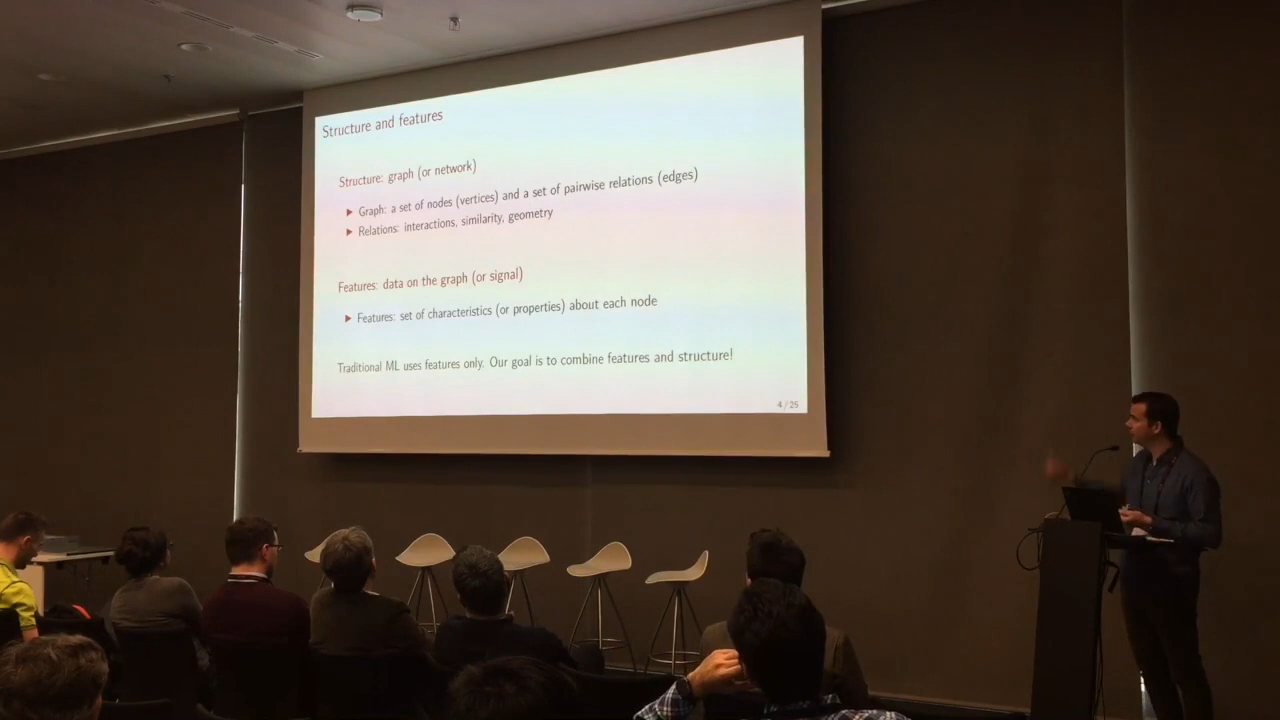 Structure and features
Structure: graph (or network)
▶ Graph: a set of nodes (vertices) and a set of pairwise relations (edges)
▶ Relations: interactions, similarity, geometry
Features: data on the graph (or signal)
▶ Features: set of characteristics (or properties) about each node
Traditional ML uses features only. Our goal is to combine features and structure!
4 / 25